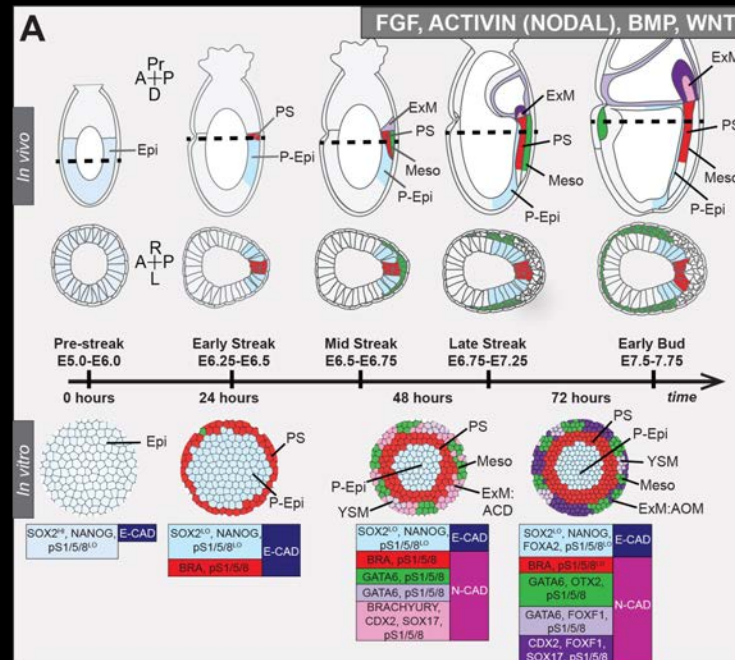 A
FGF, ACTIVIN (NODAL), BMP, WNT
In vivo
Pr
A P
D
Epi
PS
P-Epi
ExM
PS
Meso
P-Epi
ExM
PS
Meso
P-Epi
ExM
PS
Meso
P-Epi
R
A P
L
Pre-streak
E5.0-E6.0
Early Streak
E6.25-E6.5
Mid Streak
E6.5-E6.75
Late Streak
E6.75-E7.25
Early Bud
E7.5-7.75
0 hours
24 hours
48 hours
72 hours
time
In vitro
Epi
PS
P-Epi
PS
P-Epi
Meso
YSM
ExM:
ACD
PS
P-Epi
YSM
Meso
ExM:AOM
SOX2ᴴᴵ, NANOG,
pS1/5/8ᴸᴼ
E-CAD
SOX2ᴸᴼ, NANOG,
pS1/5/8ᴸᴼ
BRA, pS1/5/8
E-CAD
SOX2ᴸᴼ, NANOG,
pS1/5/8ᴸᴼ
E-CAD
BRA, pS1/5/8
GATA6, pS1/5/8
GATA6, pS1/5/8
BRACHYURY,
CDX2, SOX17,
pS1/5/8
N-CAD
SOX2ᴸᴼ, NANOG,
FOXA2, pS1/5/8ᴸᴼ
E-CAD
BRA, pS1/5/8ᴸᴼ
GATA6, OTX2,
pS1/5/8
GATA6, FOXF1,
pS1/5/8
CDX2, FOXF1,
SOX17, pS1/5/8
N-CAD